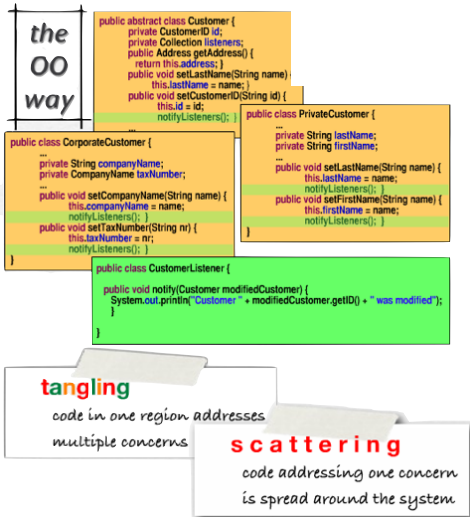 the
OO
way
public abstract class Customer {
private CustomerID id;
private Collection listeners;
public Address getAddress() {
return this.address; }
public void setLastName(String name)
this.lastName = name; }
public void setCustomerID(String id) {
this.id = id;
notifyListeners(); }
...
public class CorporateCustomer {
...
private String companyName;
private CompanyName taxNumber;
...
public void setCompanyName(String name) {
this.companyName = name;
notifyListeners(); }
public void setTaxNumber(String nr) {
this.taxNumber = nr;
notifyListeners(); }
}
public class PrivateCustomer {
...
private String lastName;
private String firstName;
...
public void setLastName(String name) {
this.lastName = name;
notifyListeners(); }
public void setFirstName(String name) {
this.firstName = name;
notifyListeners(); }
}
public class CustomerListener {
public void notify(Customer modifiedCustomer) {
System.out.println("Customer " + modifiedCustomer.getID() + " was modified");
}
}
tangling
code in one region addresses
multiple concerns
scattering
code addressing one concern
is spread around the system